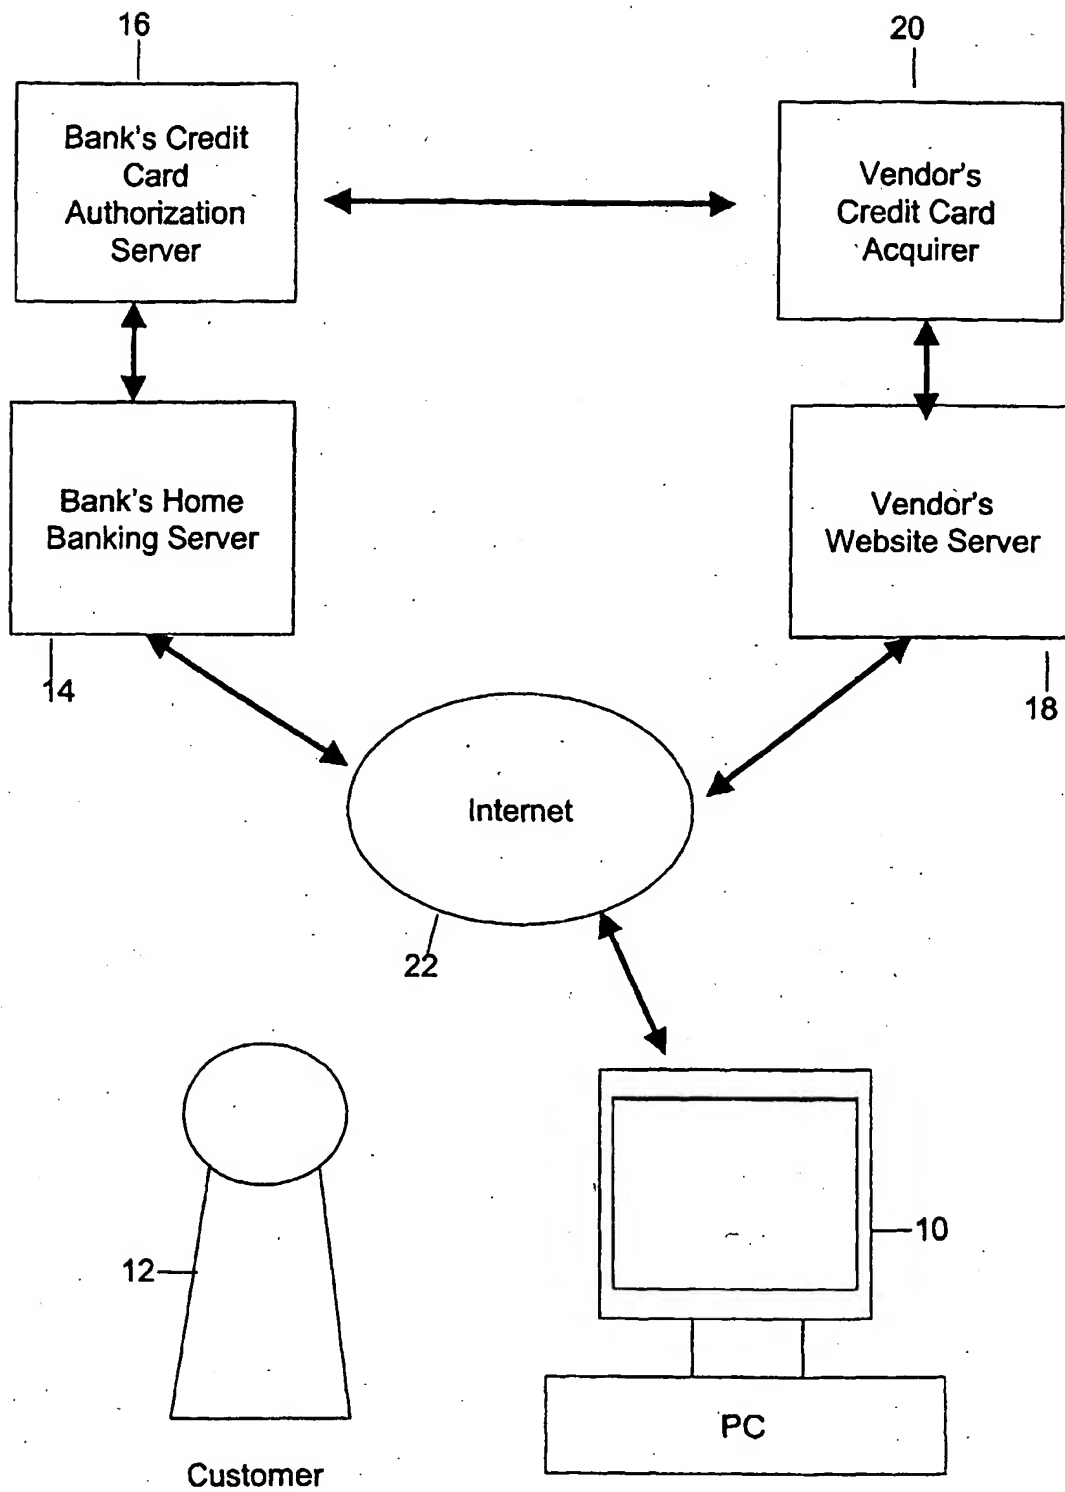 16
20
Bank's Credit
Card
Authorization
Server
Vendor's
Credit Card
Acquirer
Bank's Home
Banking Server
Vendor's
Website Server
14
18
Internet
22
12
10
PC
Customer